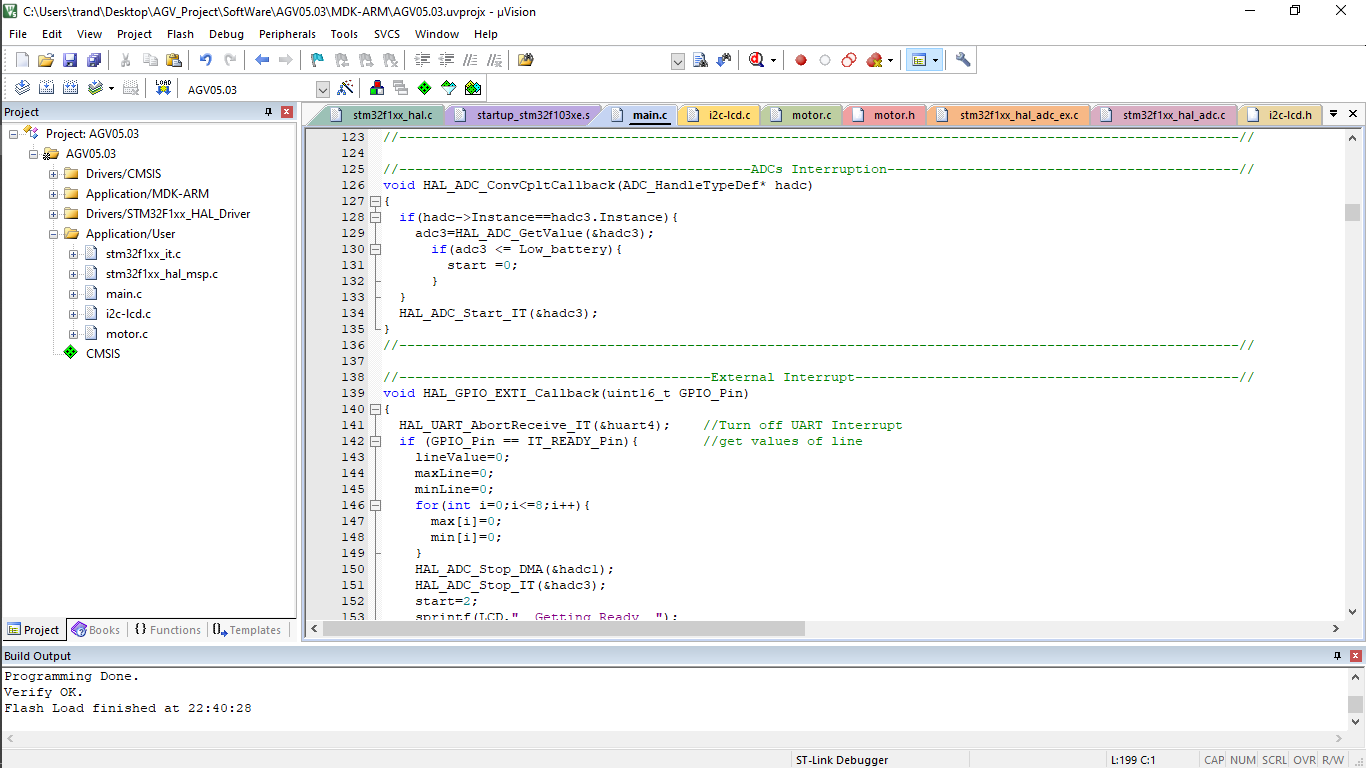 C:\Users\trand\Desktop\AGV_Project\SoftWare\AGV05.03\MDK-ARM\AGV05.03.uvprojx - µVision
File Edit View Project Flash Debug Peripherals Tools SVCS Window Help
LOAD AGV05.03
Project
stm32f1xx_hal.c startup_stm32f103xe.s main.c i2c-lcd.c motor.c motor.h stm32f1xx_hal_adc_ex.c stm32f1xx_hal_adc.c i2c-lcd.h
Project: AGV05.03
AGV05.03
Drivers/CMSIS
Application/MDK-ARM
Drivers/STM32F1xx_HAL_Driver
Application/User
stm32f1xx_it.c
stm32f1xx_hal_msp.c
main.c
i2c-lcd.c
motor.c
CMSIS
Project Books {} Functions Templates
123 //---------------------------------------------------------------------------------------------------------//
124
125 //--------------------------------------------ADCs Interruption--------------------------------------------//
126 void HAL_ADC_ConvCpltCallback(ADC_HandleTypeDef* hadc)
127 {
128 if(hadc->Instance==hadc3.Instance){
129 adc3=HAL_ADC_GetValue(&hadc3);
130 if(adc3 <= Low_battery){
131 start =0;
132 }
133 }
134 HAL_ADC_Start_IT(&hadc3);
135 }
136 //---------------------------------------------------------------------------------------------------------//
137
138 //---------------------------------------External Interrupt------------------------------------------------//
139 void HAL_GPIO_EXTI_Callback(uint16_t GPIO_Pin)
140 {
141 HAL_UART_AbortReceive_IT(&huart4); //Turn off UART Interrupt
142 if (GPIO_Pin == IT_READY_Pin){ //get values of line
143 lineValue=0;
144 maxLine=0;
145 minLine=0;
146 for(int i=0;i<=8;i++){
147 max[i]=0;
148 min[i]=0;
149 }
150 HAL_ADC_Stop_DMA(&hadc1);
151 HAL_ADC_Stop_IT(&hadc3);
152 start=2;
153 sprintf(LCD,"  Getting Ready  ");
Build Output
Programming Done.
Verify OK.
Flash Load finished at 22:40:28
ST-Link Debugger L:199 C:1 CAP NUM SCRL OVR R/W